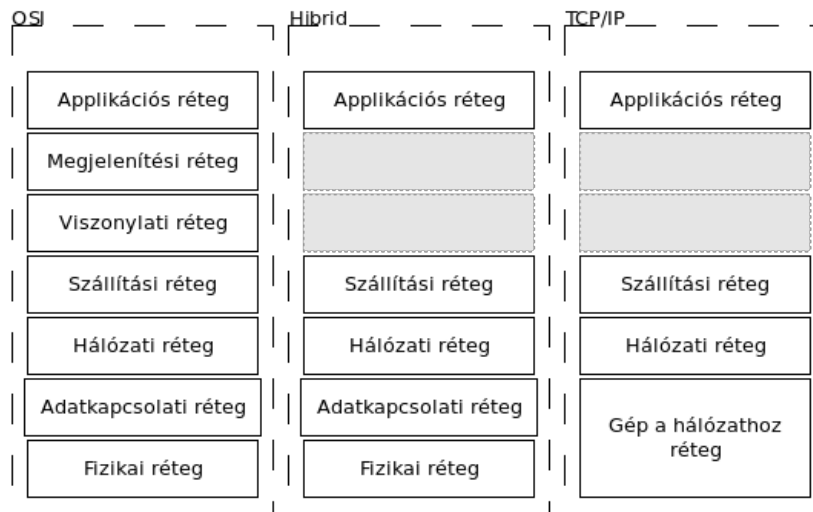 OSI
Hibrid
TCP/IP
Applikációs réteg
Applikációs réteg
Applikációs réteg
Megjelenítési réteg
Viszonylati réteg
Szállítási réteg
Szállítási réteg
Szállítási réteg
Hálózati réteg
Hálózati réteg
Hálózati réteg
Adatkapcsolati réteg
Adatkapcsolati réteg
Gép a hálózathoz
réteg
Fizikai réteg
Fizikai réteg